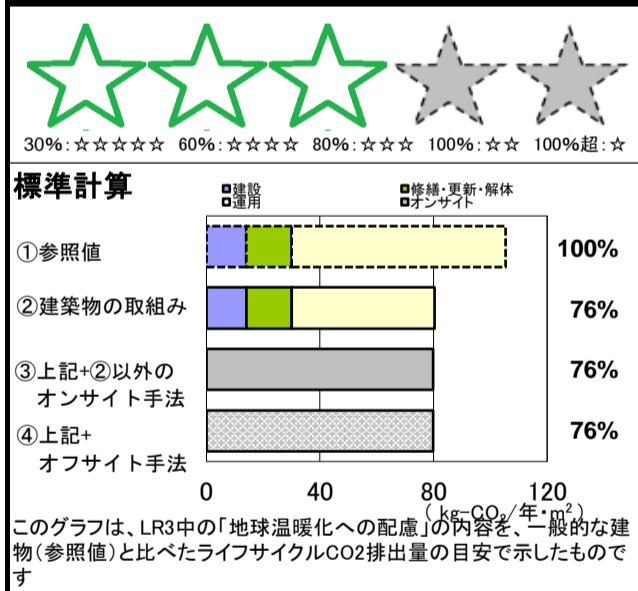 30%:☆☆☆☆☆ 60%:☆☆☆☆ 80%:☆☆☆ 100%:☆☆ 100%超:☆
標準計算
建設 修繕・更新・解体
運用 オンサイト
①参照値 100%
②建築物の取組み 76%
③上記+②以外の 76%
オンサイト手法
④上記+ 76%
オフサイト手法
0 40 80 120
( kg-CO₂/年・m²)
このグラフは、LR3中の「地球温暖化への配慮」の内容を、一般的な建
物(参照値)と比べたライフサイクルCO2排出量の目安で示したもので
す